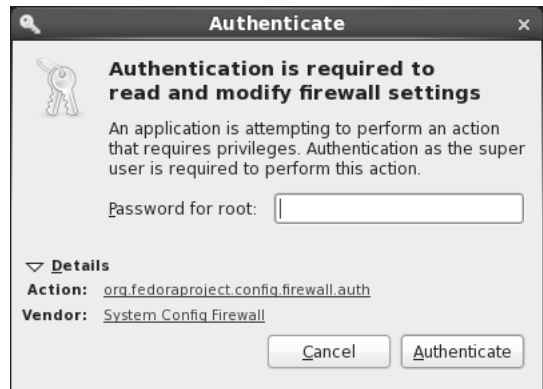 Authenticate
Authentication is required to
read and modify firewall settings
An application is attempting to perform an action
that requires privileges. Authentication as the super
user is required to perform this action.
Password for root:
Details
Action: org.fedoraproject.config.firewall.auth
Vendor: System Config Firewall
Cancel Authenticate